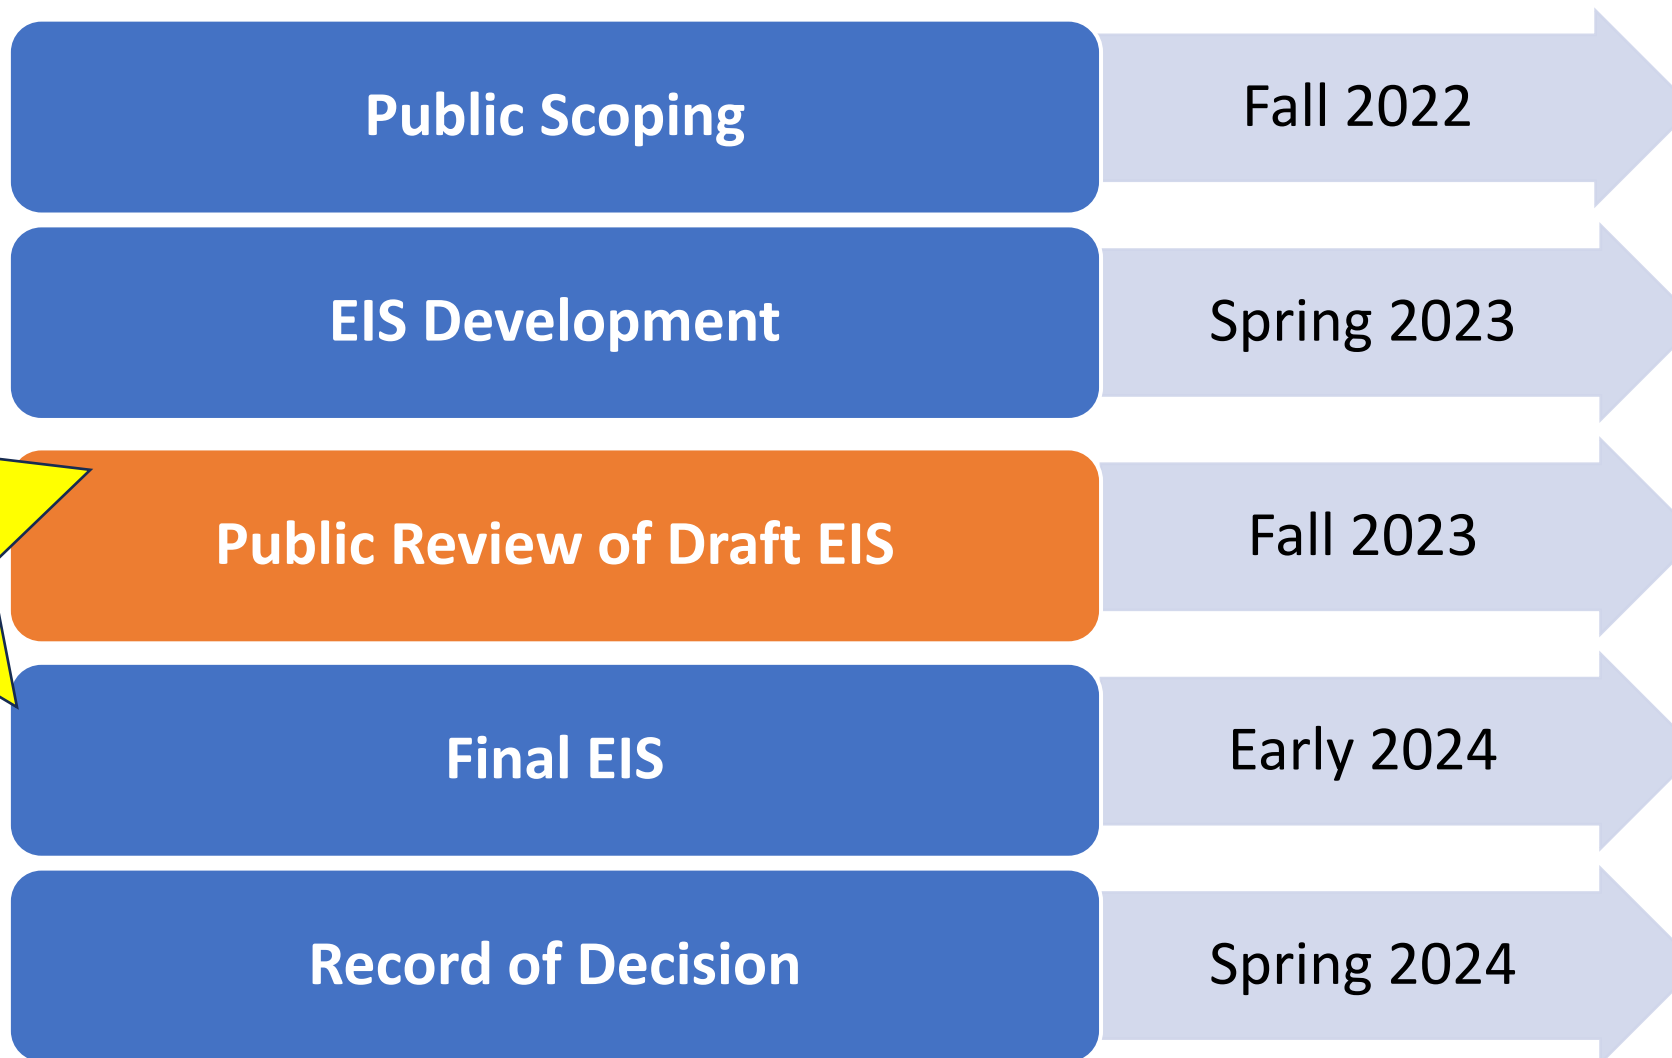 Public Scoping
Fall 2022
EIS Development
Spring 2023
Public Review of Draft EIS
Fall 2023
Final EIS
Early 2024
Record of Decision
Spring 2024